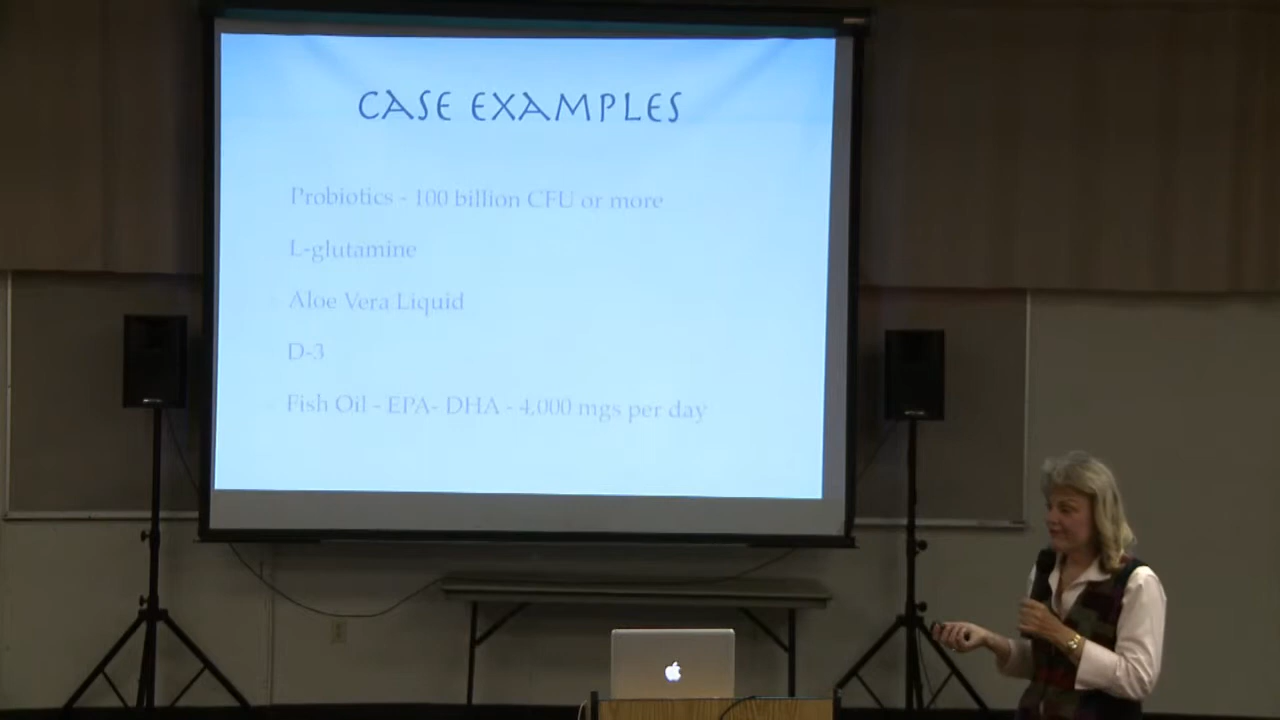 CASE EXAMPLES
Probiotics - 100 billion CFU or more
L-glutamine
Aloe Vera Liquid
D-3
Fish Oil - EPA- DHA - 4,000 mgs per day